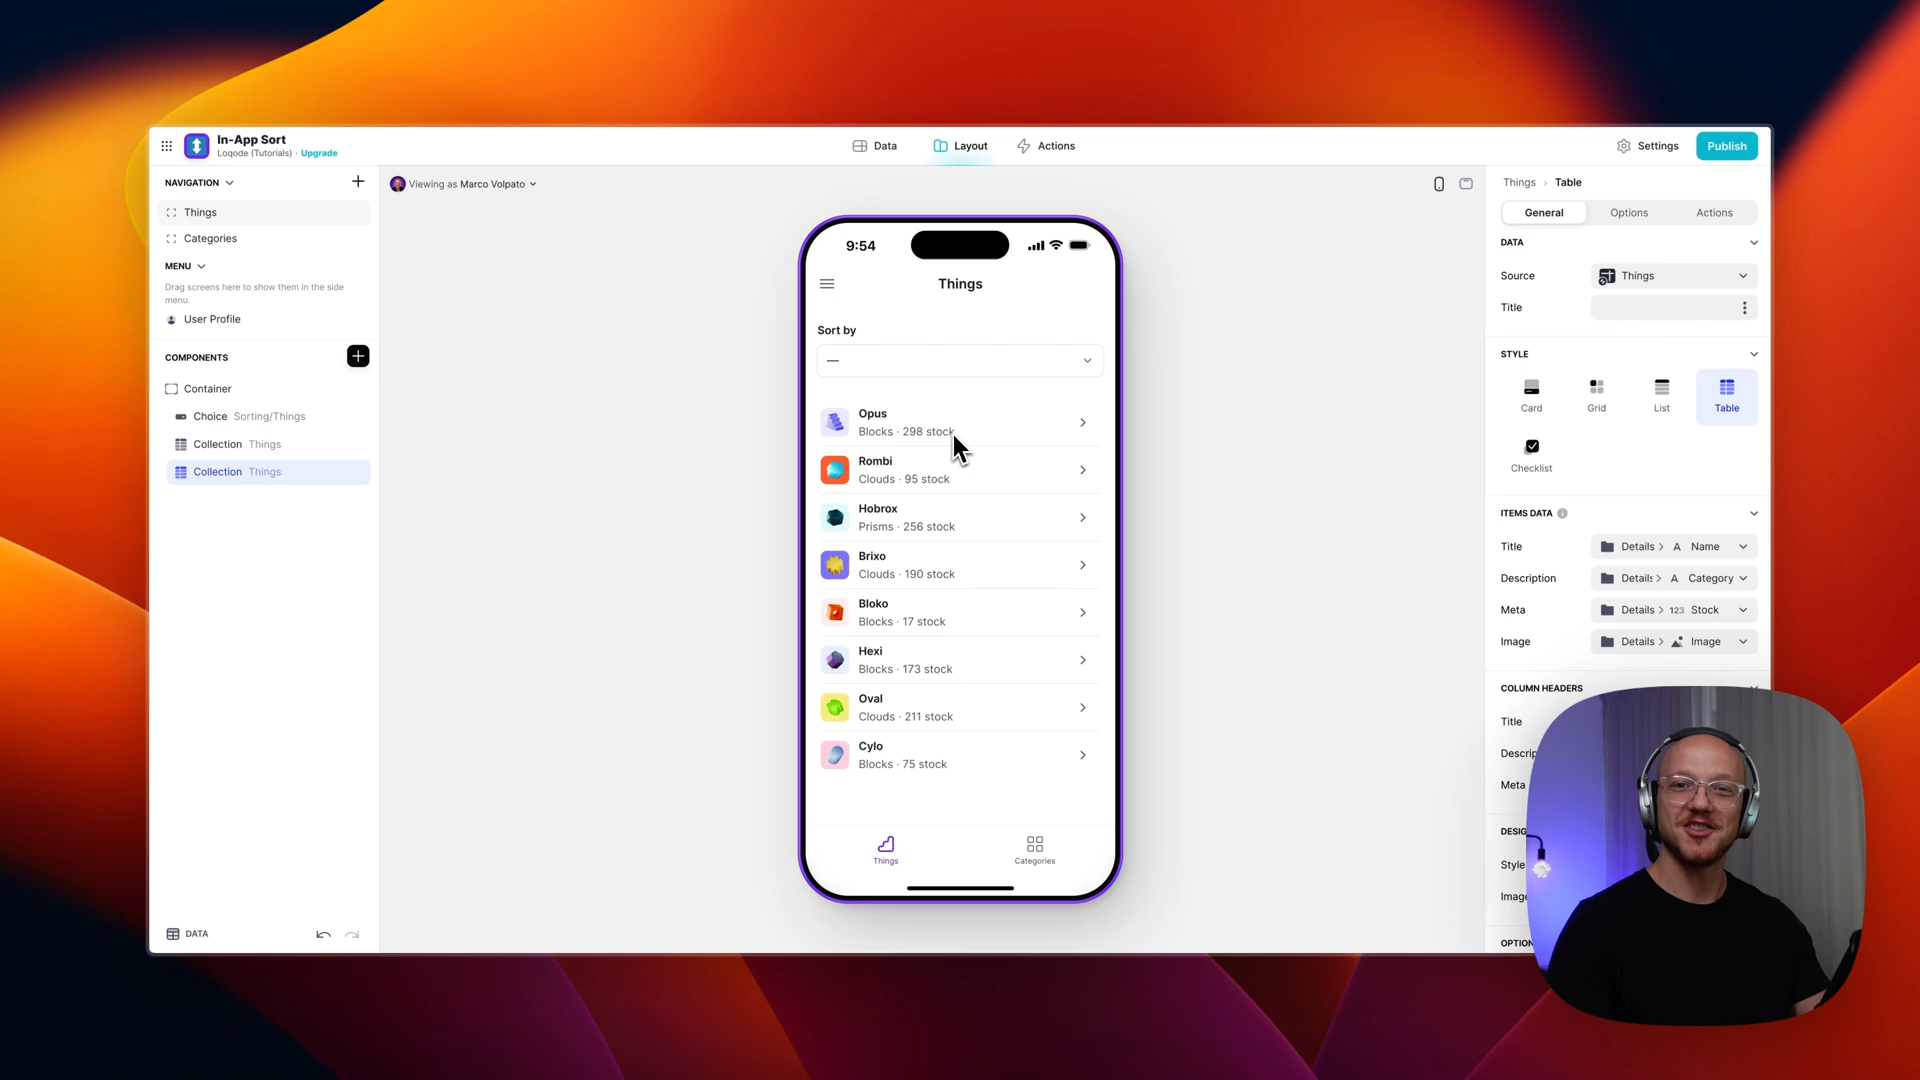 In-App Sort
Loqode (Tutorials) · Upgrade
Data
Layout
Actions
Settings
Publish
NAVIGATION
Things
Categories
MENU
Drag screens here to show them in the side
menu.
User Profile
COMPONENTS
Container
Choice Sorting/Things
Collection Things
Collection Things
DATA
Viewing as Marco Volpato
9:54
Things
Sort by
—
Opus
Blocks · 298 stock
Rombi
Clouds · 95 stock
Hobrox
Prisms · 256 stock
Brixo
Clouds · 190 stock
Bloko
Blocks · 17 stock
Hexi
Blocks · 173 stock
Oval
Clouds · 211 stock
Cylo
Blocks · 75 stock
Things
Categories
Things › Table
General
Options
Actions
DATA
Source Things
Title
STYLE
Card
Grid
List
Table
Checklist
ITEMS DATA
Title Details > A Name
Description Details > A Category
Meta Details > 123 Stock
Image Details > Image
COLUMN HEADERS
Title
Descrip
Meta
DESIG
Style
Image
OPTION